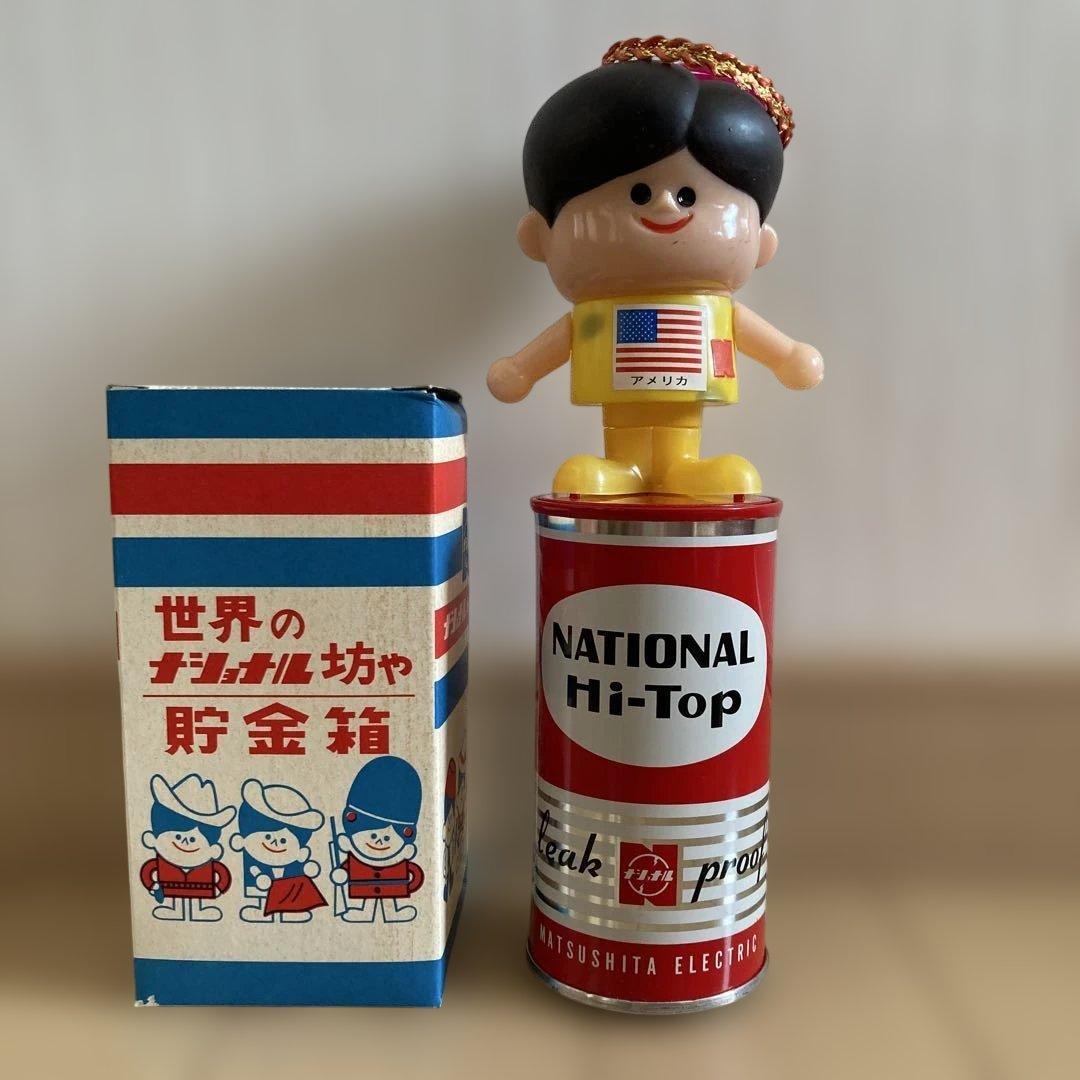 世界の
ナショナル坊や
貯金箱
アメリカ
N
NATIONAL
Hi-Top
leak proof
ナショナル
MATSUSHITA ELECTRIC